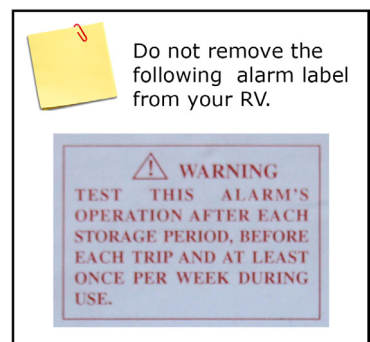 Do not remove the
following alarm label
from your RV.
WARNING
TEST THIS ALARM'S
OPERATION AFTER EACH
STORAGE PERIOD, BEFORE
EACH TRIP AND AT LEAST
ONCE PER WEEK DURING
USE.